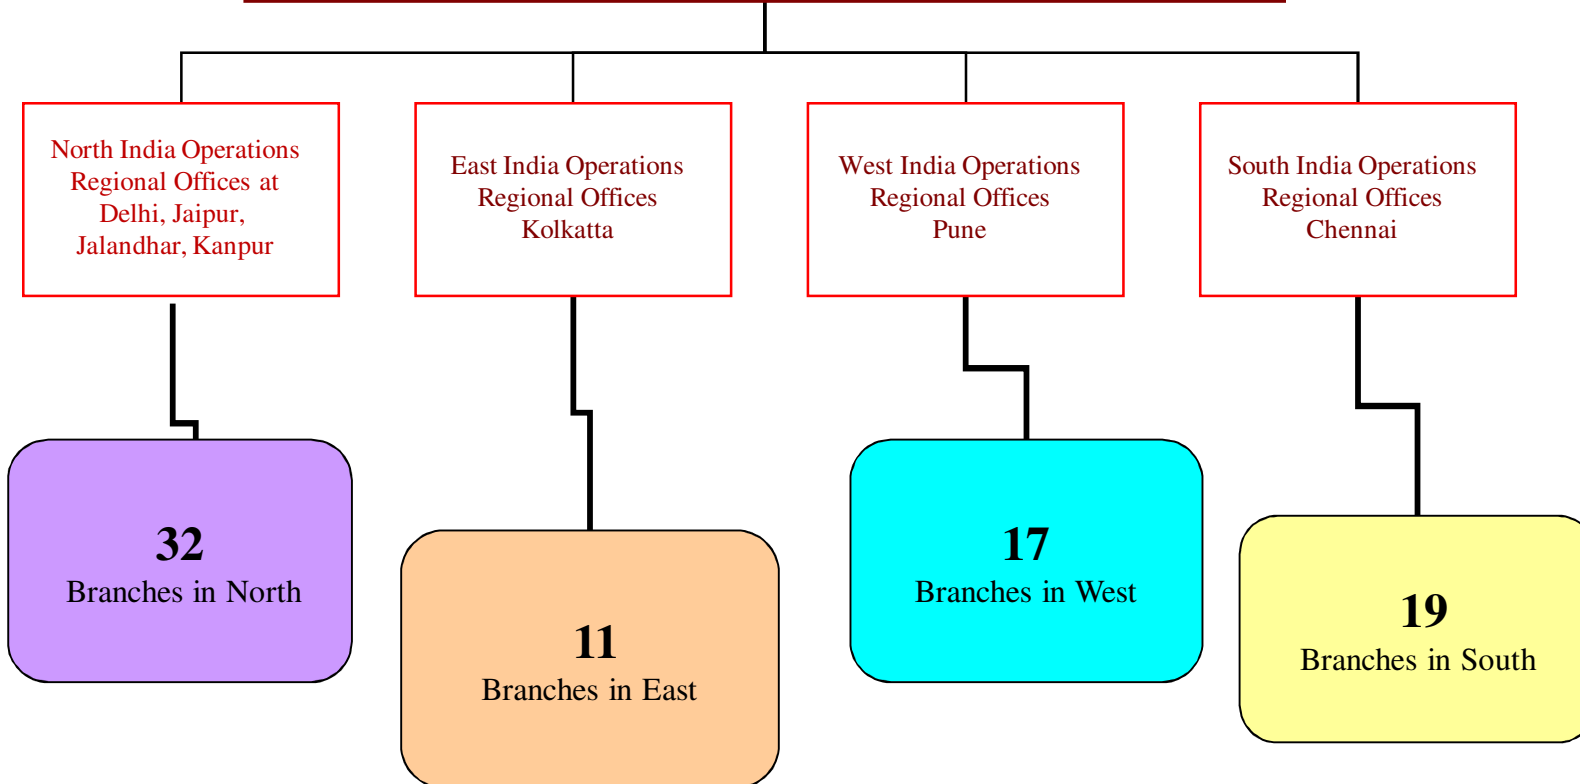 North India Operations
Regional Offices at
Delhi, Jaipur,
Jalandhar, Kanpur
East India Operations
Regional Offices
Kolkatta
West India Operations
Regional Offices
Pune
South India Operations
Regional Offices
Chennai
32
Branches in North
11
Branches in East
17
Branches in West
19
Branches in South